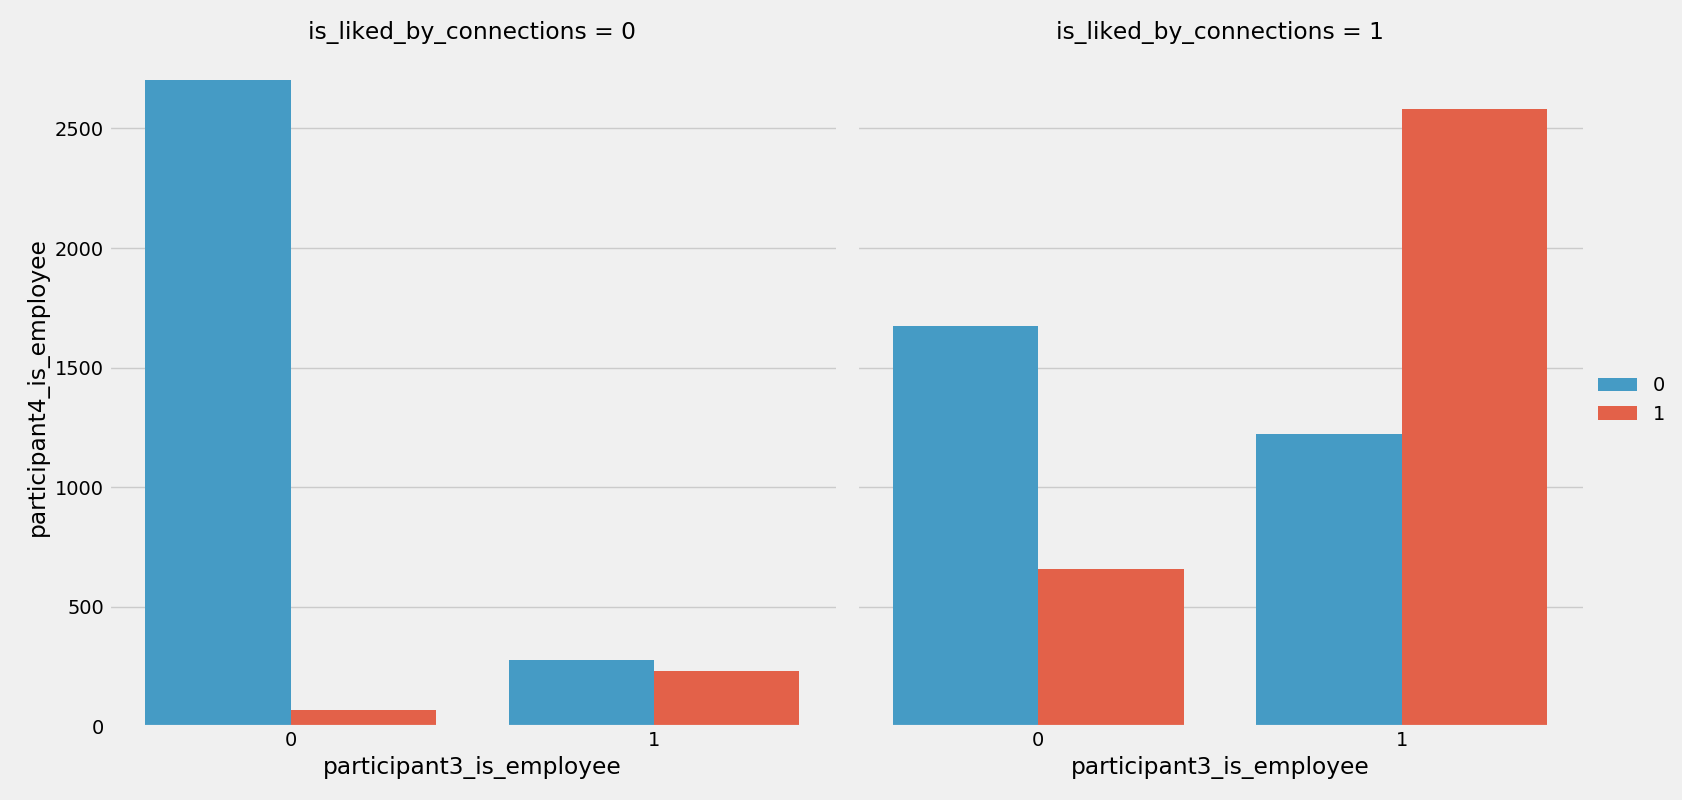 is_liked_by_connections = 0
is_liked_by_connections = 1
participant4_is_employee
2500
2000
1500
1000
500
0
0
1
0
1
participant3_is_employee
participant3_is_employee
0
1